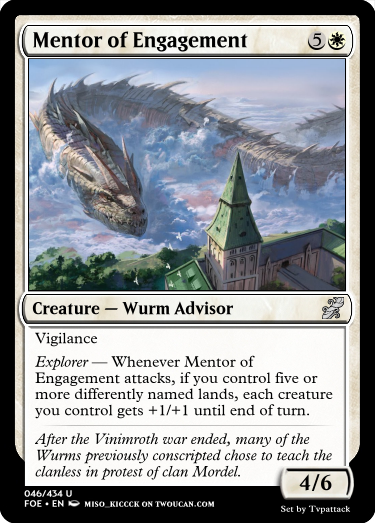 Mentor of Engagement 5
Creature — Wurm Advisor
Vigilance
Explorer — Whenever Mentor of
Engagement attacks, if you control five or
more differently named lands, each creature
you control gets +1/+1 until end of turn.
After the Vinimroth war ended, many of the
Wurms previously conscripted chose to teach the
clanless in protest of clan Mordel.
4/6
046/434 U
FOE • EN MISO_KICCCK ON TWOUCAN.COM
Set by Tvpattack